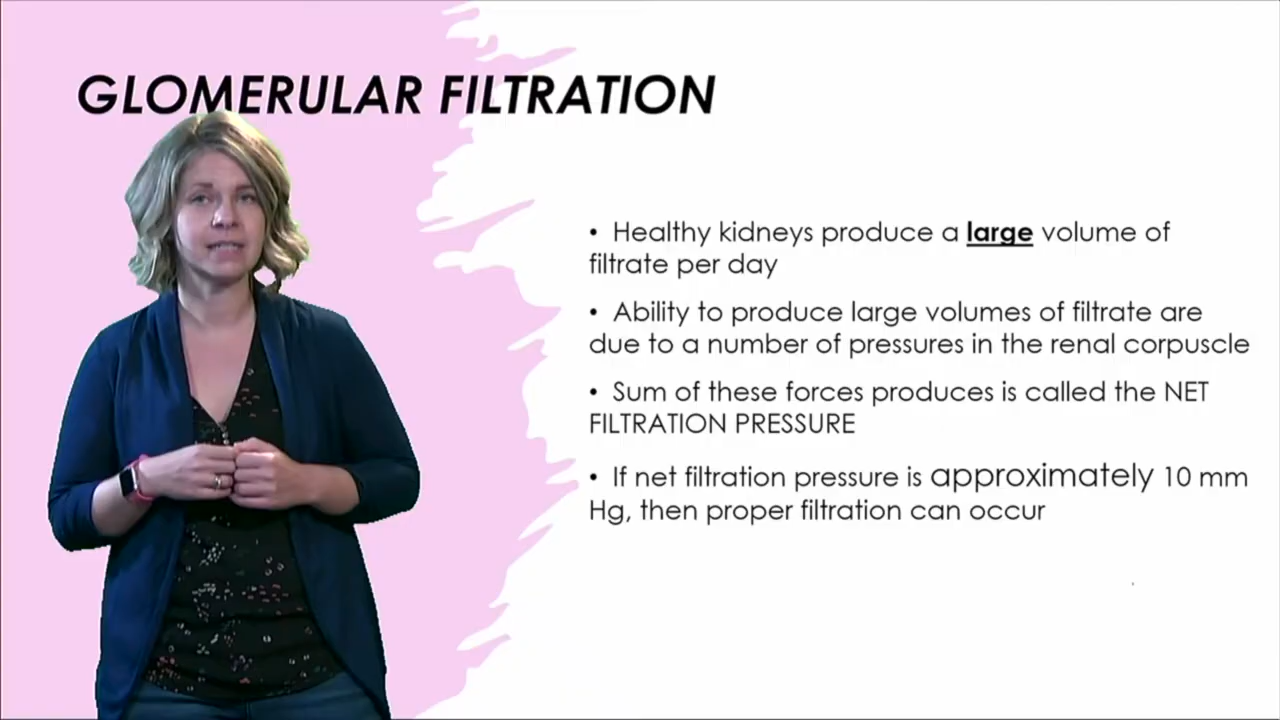 GLOMERULAR FILTRATION
• Healthy kidneys produce a large volume of
filtrate per day
• Ability to produce large volumes of filtrate are
due to a number of pressures in the renal corpuscle
• Sum of these forces produces is called the NET
FILTRATION PRESSURE
• If net filtration pressure is approximately 10 mm
Hg, then proper filtration can occur